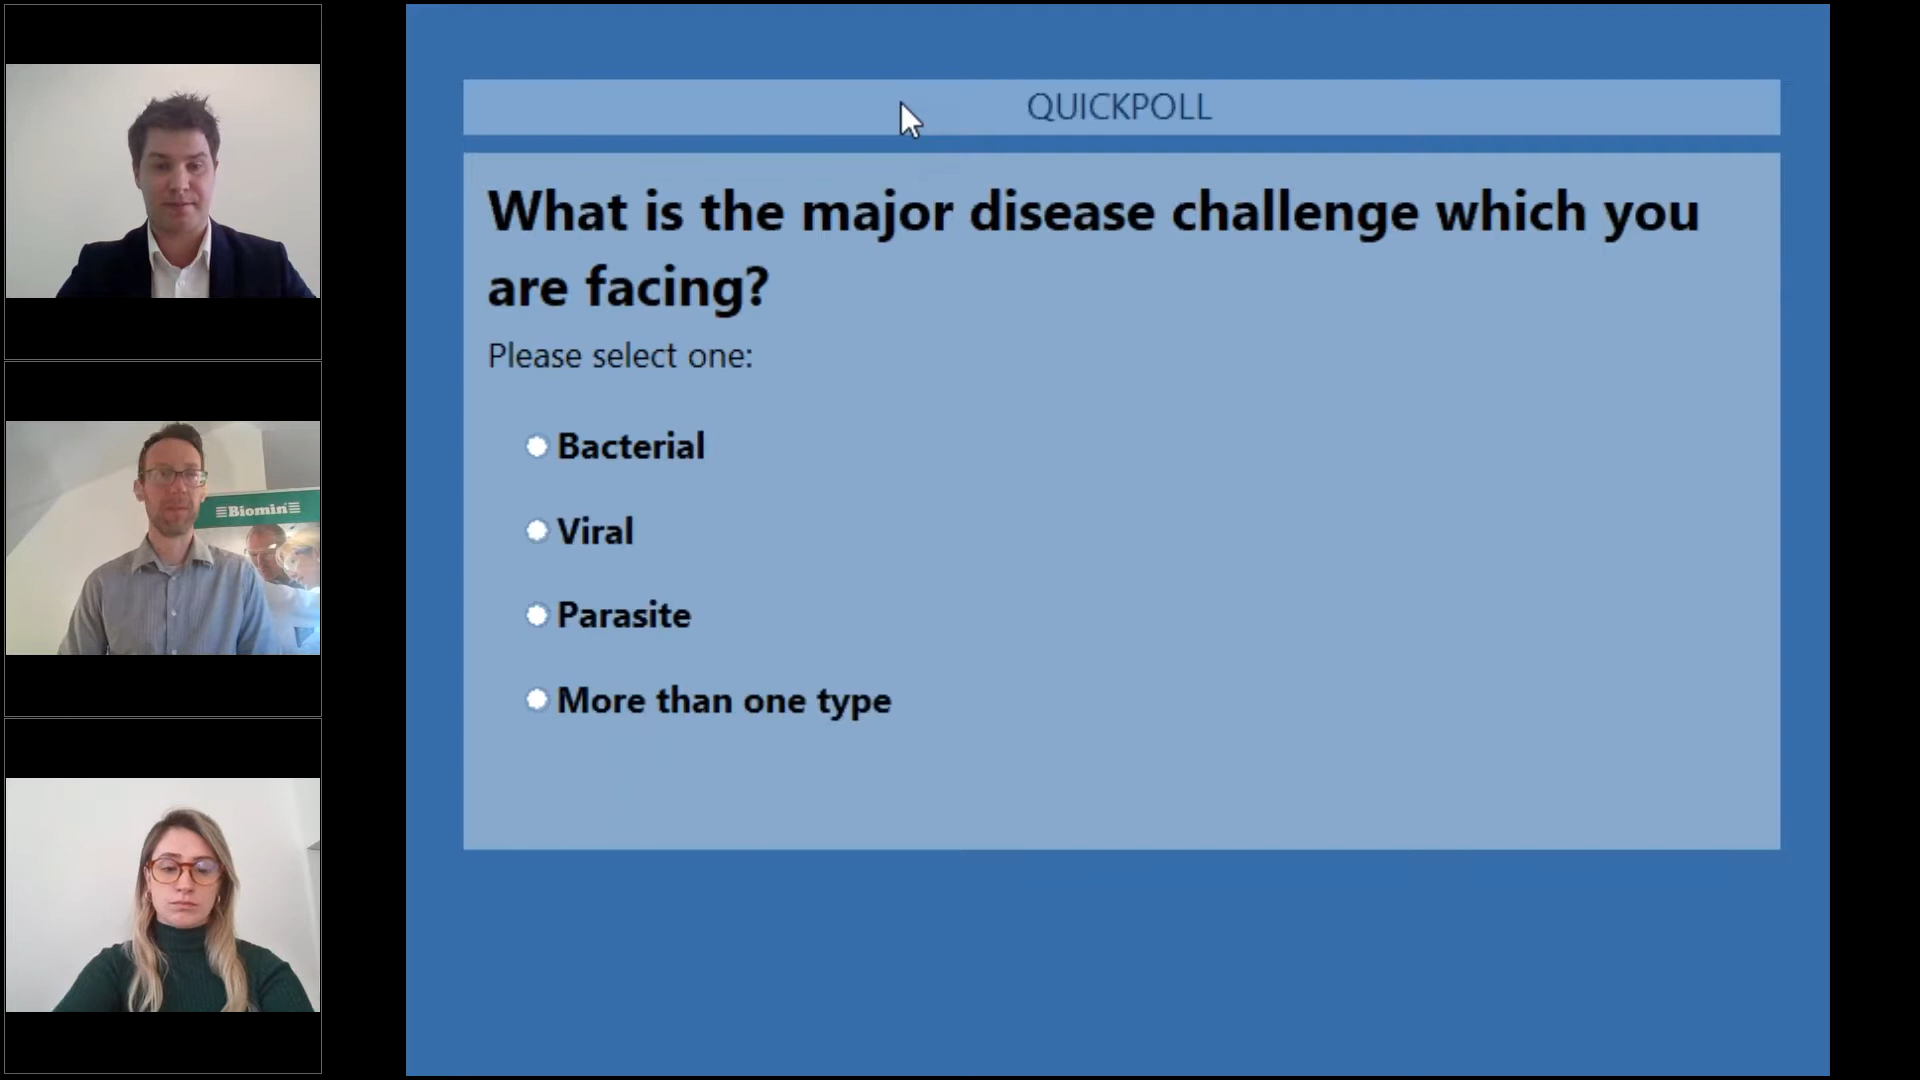 QUICKPOLL
What is the major disease challenge which you
are facing?
Please select one:
Bacterial
Viral
Parasite
More than one type
Biomin